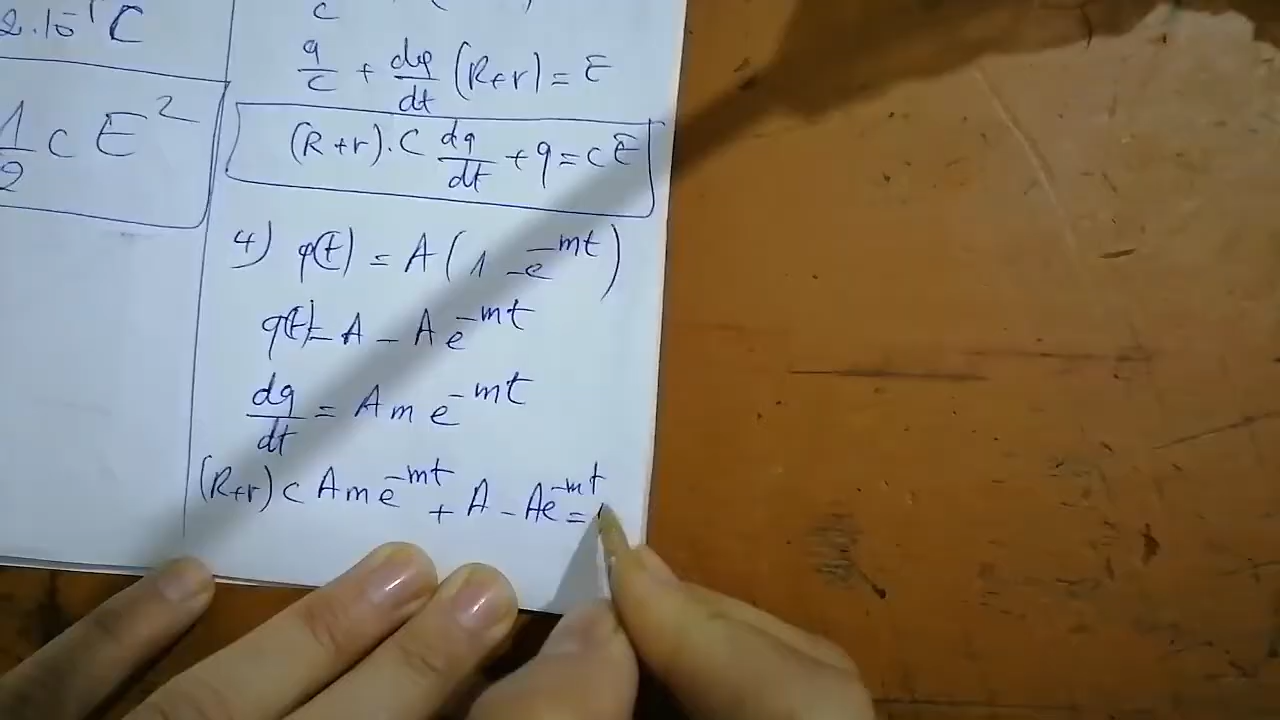 2.10⁻¹ C
1/2 c E²
c
q/c + dq/dt (R+r) = E
(R+r).C dq/dt + q = cE
4) q(t) = A(1 - e^-mt)
q(t) = A - A e^-mt
dq/dt = A m e^-mt
(R+r) c A m e^-mt + A - A e^-mt =